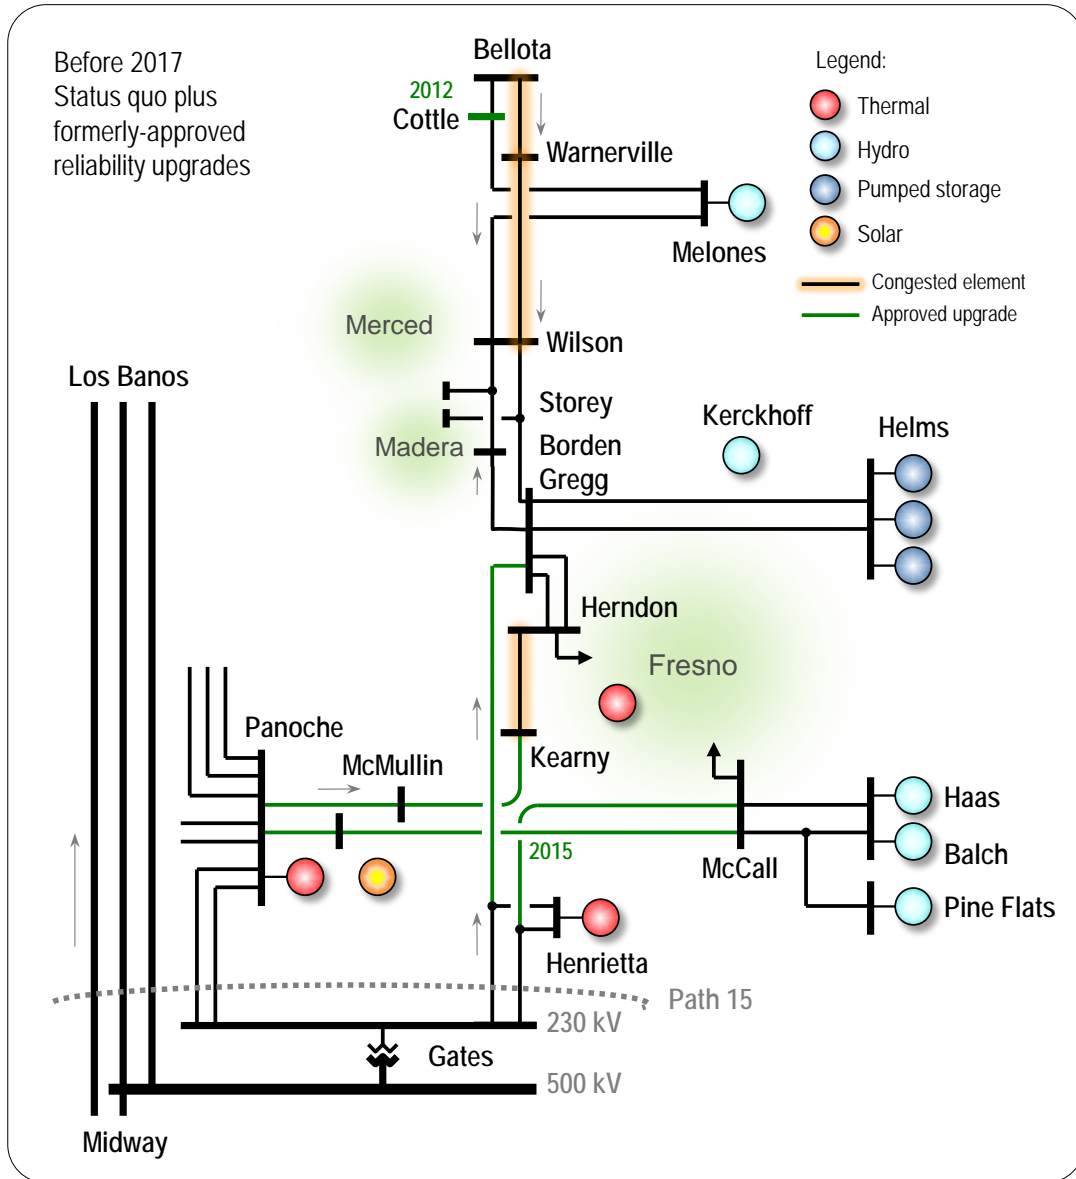 Before 2017
Status quo plus
formerly-approved
reliability upgrades
Bellota
2012
Cottle
Warnerville
Melones
Legend:
Thermal
Hydro
Pumped storage
Solar
Congested element
Approved upgrade
Merced
Wilson
Los Banos
Storey
Madera
Borden
Gregg
Kerckhoff
Helms
Herndon
Fresno
Panoche
McMullin
Kearny
Haas
2015
McCall
Balch
Pine Flats
Henrietta
Path 15
230 kV
Gates
500 kV
Midway